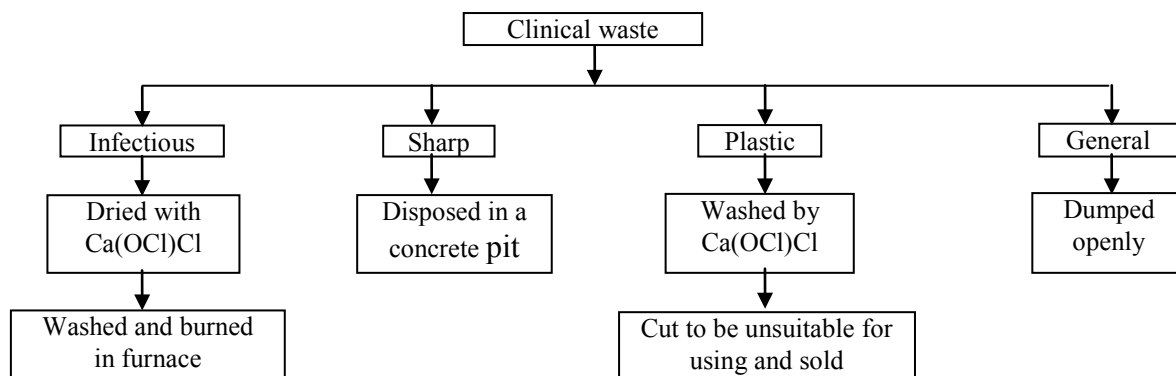 Clinical waste
Infectious
Sharp
Plastic
General
Dried with
Ca(OCl)Cl
Disposed in a
concrete pit
Washed by
Ca(OCl)Cl
Dumped
openly
Washed and burned
in furnace
Cut to be unsuitable for
using and sold